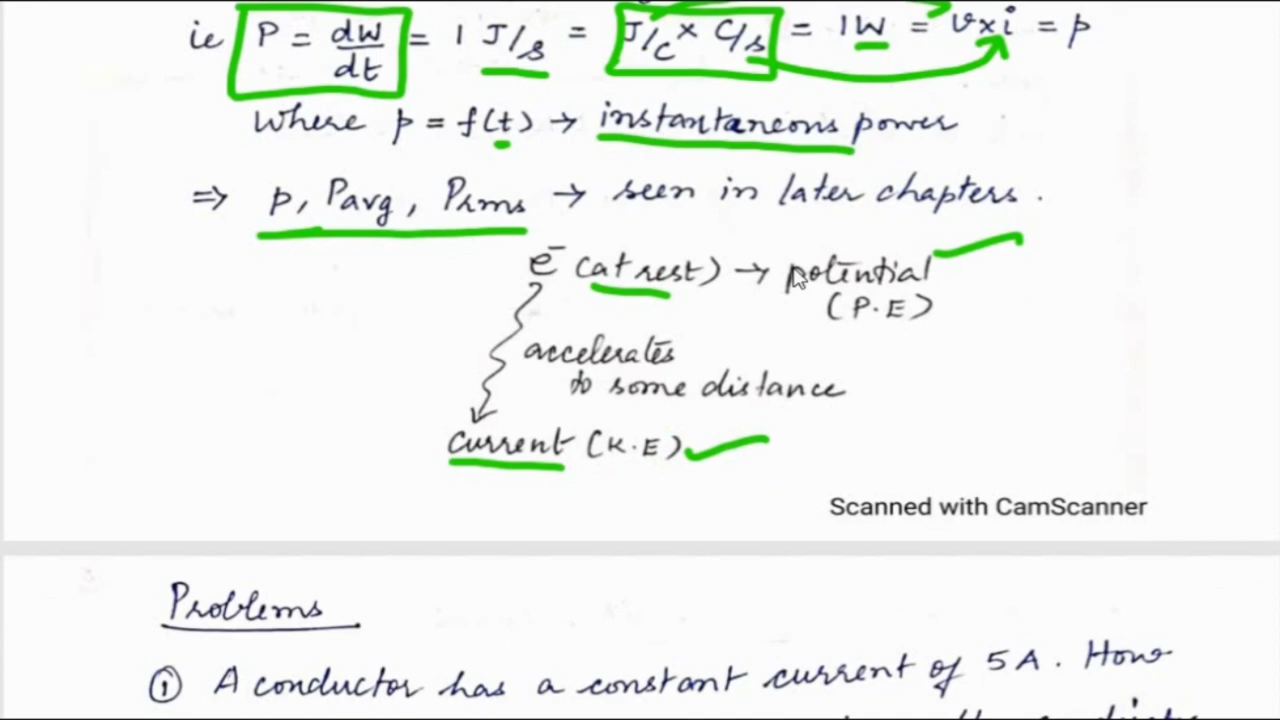 ie P = dW/dt = 1 J/s = J/C × C/s = 1W = v×i = p
Where p = f(t) → instantaneous power
⇒ p, Pavg, Prms → seen in later chapters.
e⁻ (at rest) → potential
(P.E)
accelerates
to some distance
Current (K.E)
Scanned with CamScanner
Problems
① A conductor has a constant current of 5A. How